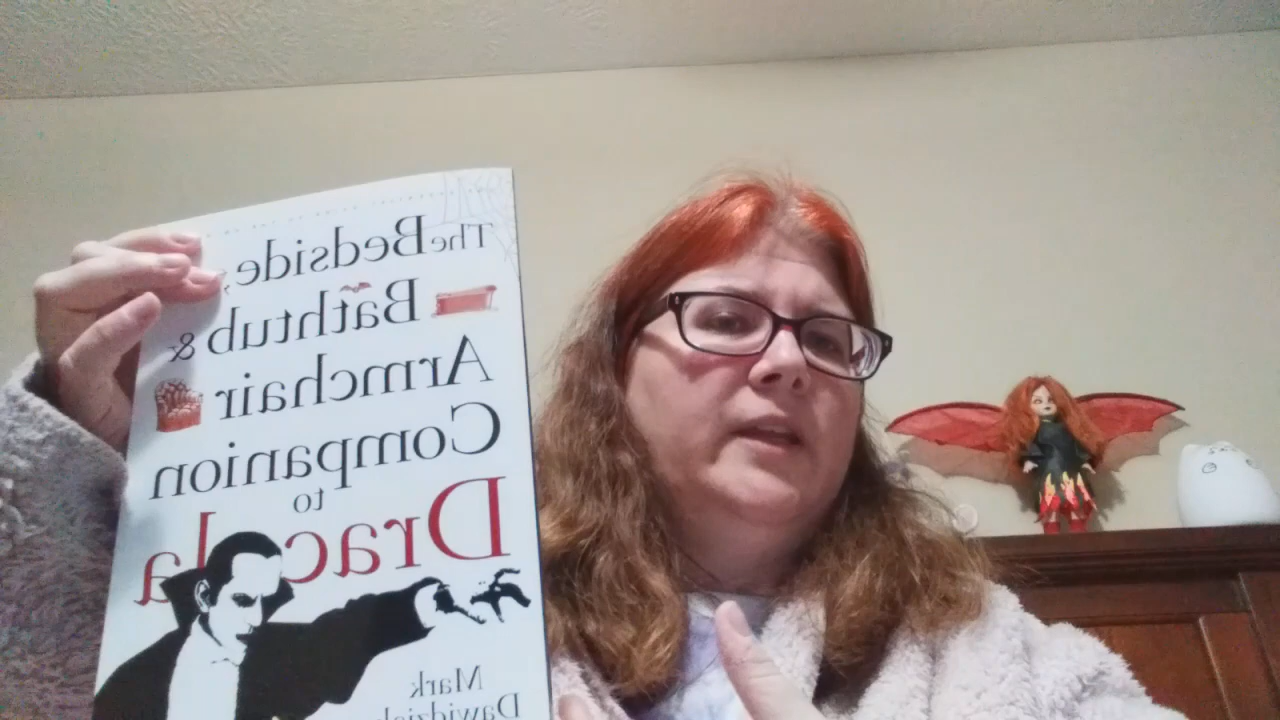 The Bedside,
Bathtub &
Armchair
Companion
to
Dracula
Mark